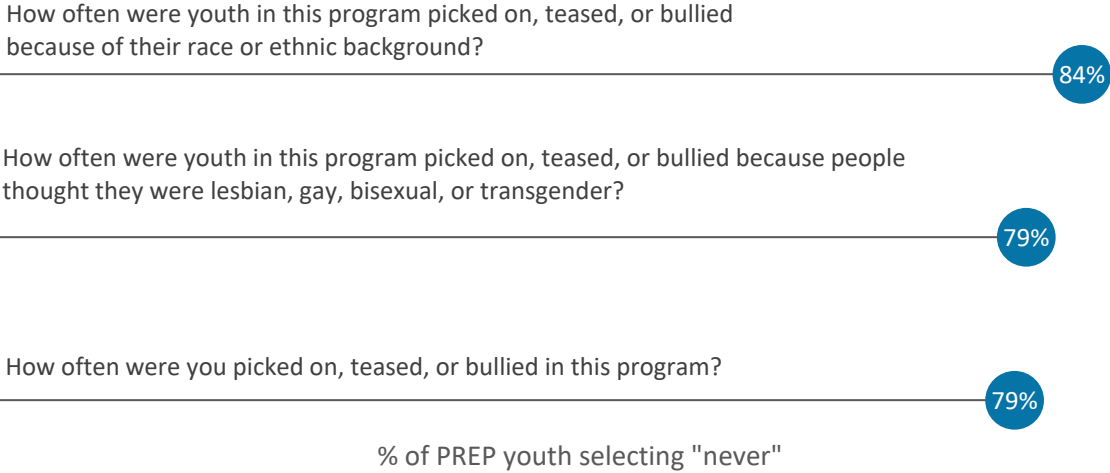 How often were youth in this program picked on, teased, or bullied
because of their race or ethnic background?
84%
How often were youth in this program picked on, teased, or bullied because people
thought they were lesbian, gay, bisexual, or transgender?
79%
How often were you picked on, teased, or bullied in this program?
79%
% of PREP youth selecting "never"